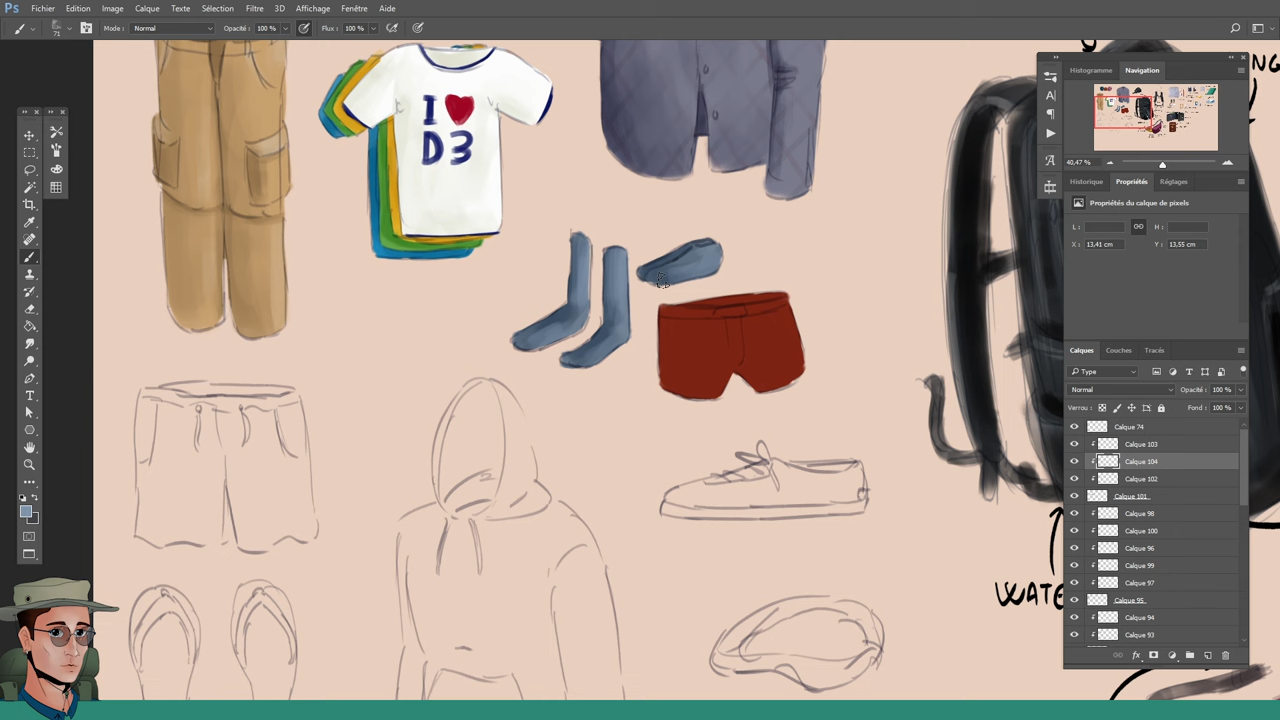 Ps Fichier Edition Image Calque Texte Sélection Filtre 3D Affichage Fenêtre Aide
71 Mode : Normal Opacité : 100 % Flux : 100 %
Histogramme Navigation
40,47 %
Historique Propriétés Réglages
Propriétés du calque de pixels
L : H :
X : 13,41 cm Y : 13,55 cm
Calques Couches Tracés
Type
Normal Opacité : 100 %
Verrou : Fond : 100 %
Calque 74
Calque 103
Calque 104
Calque 102
Calque 101
Calque 98
Calque 100
Calque 96
Calque 99
Calque 97
Calque 95
Calque 94
Calque 93
I ❤
D3